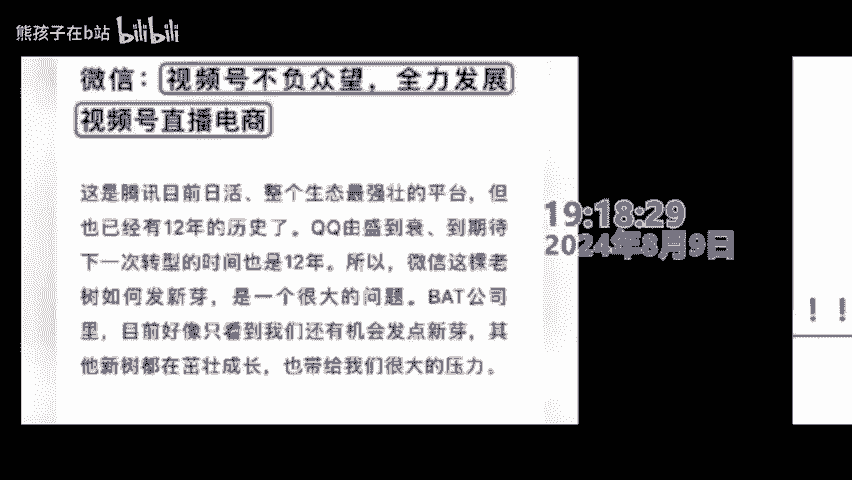 熊孩子在b站 bilibili
微信：视频号不负众望，全力发展
视频号直播电商
这是腾讯目前日活、整个生态最强壮的平台，但
也已经有12年的历史了。QQ由盛到衰、到期待
下一次转型的时间也是12年。所以，微信这棵老
树如何发新芽，是一个很大的问题。BAT公司
里，目前好像只看到我们还有机会发点新芽，其
他新树都在茁壮成长，也带给我们很大的压力。
19:18:29
2024年8月9日
！！